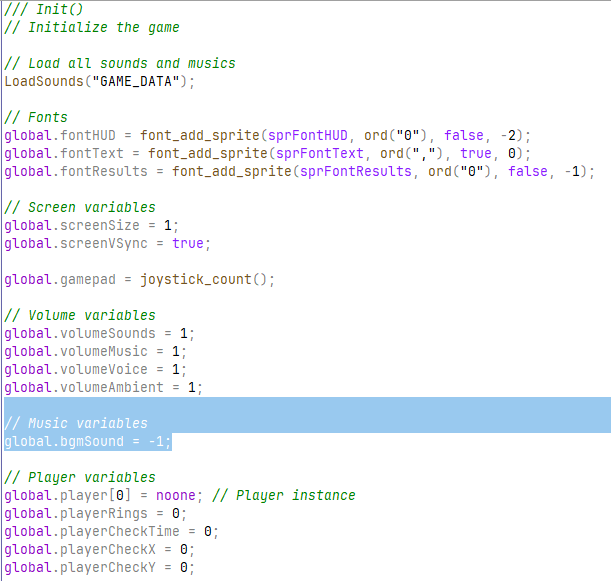 /// Init()
// Initialize the game
// Load all sounds and musics
LoadSounds("GAME_DATA");
// Fonts
global.fontHUD = font_add_sprite(sprFontHUD, ord("0"), false, -2);
global.fontText = font_add_sprite(sprFontText, ord(","), true, 0);
global.fontResults = font_add_sprite(sprFontResults, ord("0"), false, -1);
// Screen variables
global.screenSize = 1;
global.screenVSync = true;
global.gamepad = joystick_count();
// Volume variables
global.volumeSounds = 1;
global.volumeMusic = 1;
global.volumeVoice = 1;
global.volumeAmbient = 1;
// Music variables
global.bgmSound = -1;
// Player variables
global.player[0] = noone; // Player instance
global.playerRings = 0;
global.playerCheckTime = 0;
global.playerCheckX = 0;
global.playerCheckY = 0;